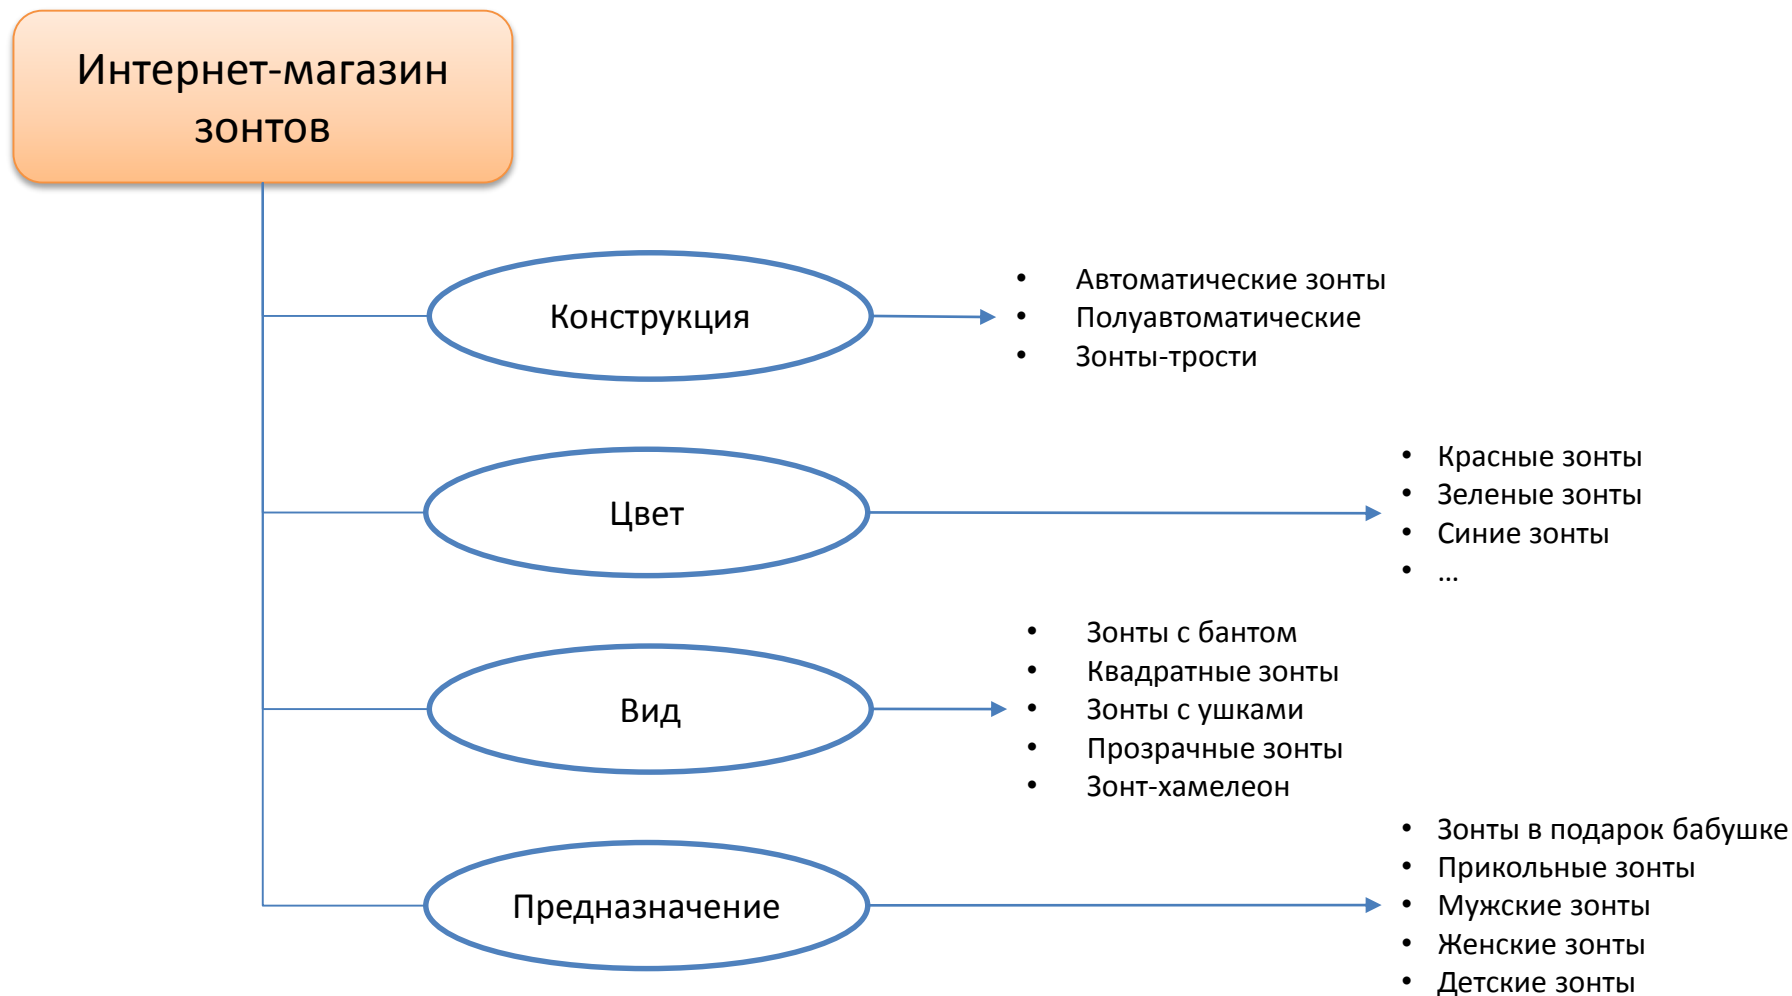 Интернет-магазин
зонтов
Конструкция
• Автоматические зонты
• Полуавтоматические
• Зонты-трости
Цвет
• Красные зонты
• Зеленые зонты
• Синие зонты
• ...
Вид
• Зонты с бантом
• Квадратные зонты
• Зонты с ушками
• Прозрачные зонты
• Зонт-хамелеон
Предназначение
• Зонты в подарок бабушке
• Прикольные зонты
• Мужские зонты
• Женские зонты
• Детские зонты